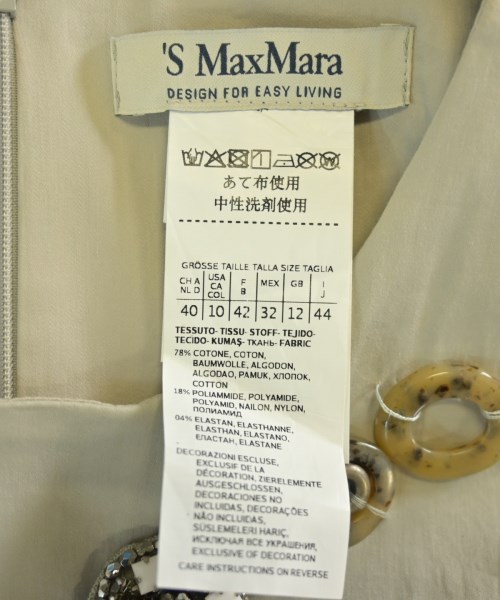 'S MaxMara
DESIGN FOR EASY LIVING
あて布使用
中性洗剤使用
GRÖSSE TAILLE TALLA SIZE TAGLIA
CH A NL D USA CA COL F B MEX GB I J
40 10 42 32 12 44
TESSUTO- TISSU- STOFF- TEJIDO-
TECIDO- KUMAŞ- ТКАНЬ- FABRIC
78% COTONE, COTON,
BAUMWOLLE, ALGODON,
ALGODAO, PAMUK, ХЛОПОК,
COTTON
18% POLIAMMIDE, POLYAMIDE,
POLYAMID, NAILON, NYLON,
ПОЛИАМИД
04% ELASTAN, ELASTHANNE,
ELASTHAN, ELASTANO,
ЕЛАСТАН, ELASTANE
DECORAZIONI ESCLUSE,
EXCLUSIF DE LA
DÉCORATION, ZIERELEMENTE
AUSGESCHLOSSEN,
DECORACIONES NO
INCLUIDAS, DECORAÇÕES
NÃO INCLUIDAS,
SÜSLEMELERI HARIÇ,
ИСКЛЮЧАЯ ВСЕ УКРАШЕНИЯ,
EXCLUSIVE OF DECORATION
CARE INSTRUCTIONS ON REVERSE